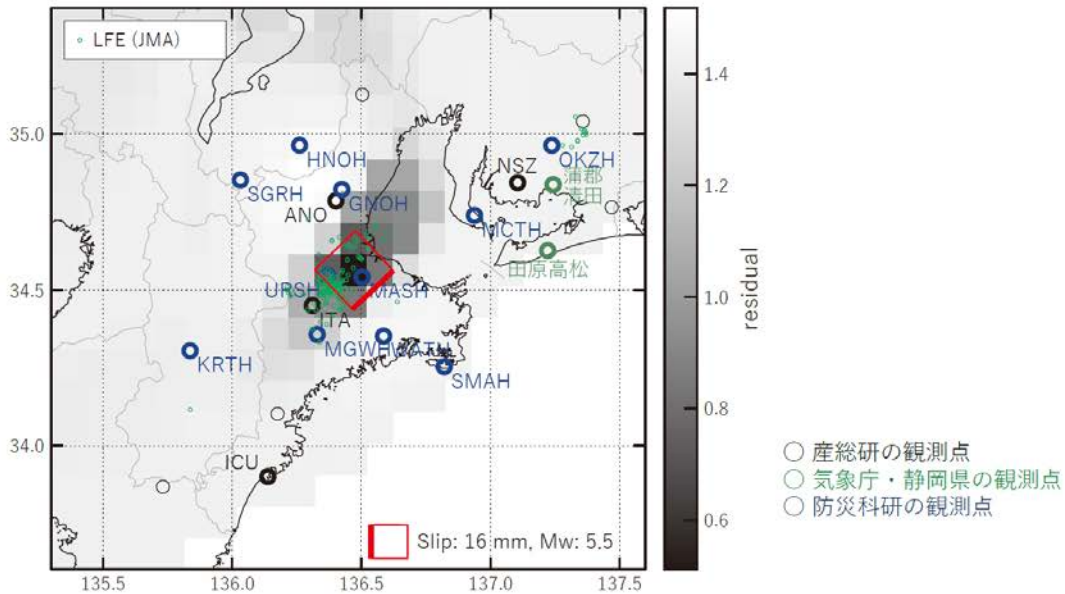 LFE (JMA)
35.0
34.5
34.0
135.5
136.0
136.5
137.0
137.5
HNOH
SGRH
ANO
GNOH
NSZ
OKZH
蒲郡
清田
MCTH
田原高松
URSH
MASH
ITA
MGWH
WATH
KRTH
SMAH
ICU
Slip: 16 mm, Mw: 5.5
1.4
1.2
1.0
0.8
0.6
residual
産総研の観測点
気象庁・静岡県の観測点
防災科研の観測点